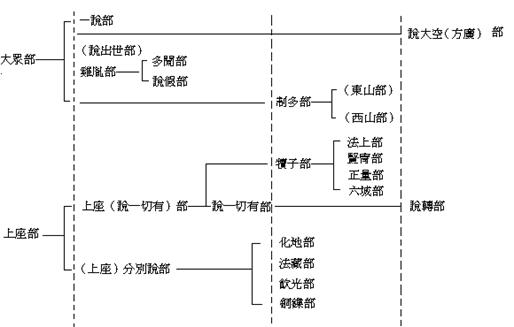 一說部
說大空(方廣) 部
(說出世部)
大眾部
多聞部
雞胤部
說假部
(東山部)
制多部
(西山部)
法上部
犢子部
賢冑部
正量部
六城部
上座(說一切有)部
說一切有部
說轉部
上座部
化地部
(上座)分別說部
法藏部
飲光部
銅鍱部